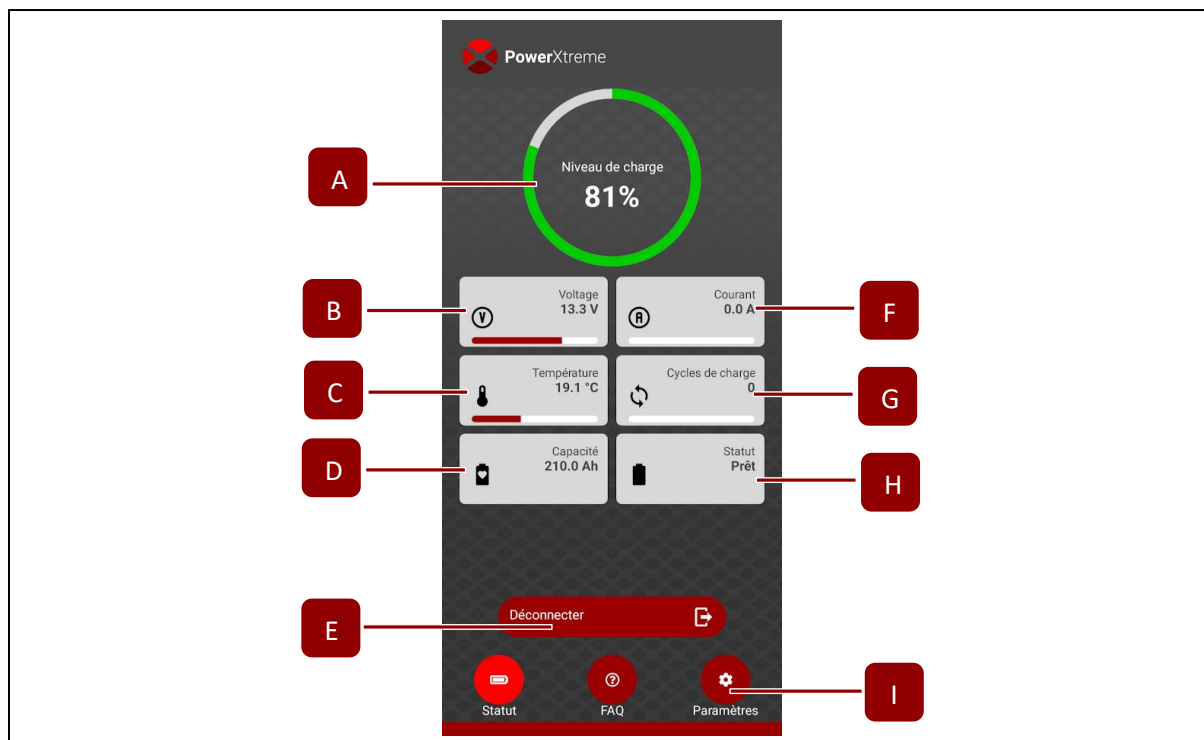 PowerXtreme
A
Niveau de charge
81%
B
Voltage
13.3 V
Courant
0.0 A
F
C
Température
19.1 °C
Cycles de charge
0
G
D
Capacité
210.0 Ah
Statut
Prêt
H
E
Déconnecter
Statut
FAQ
Paramètres
I